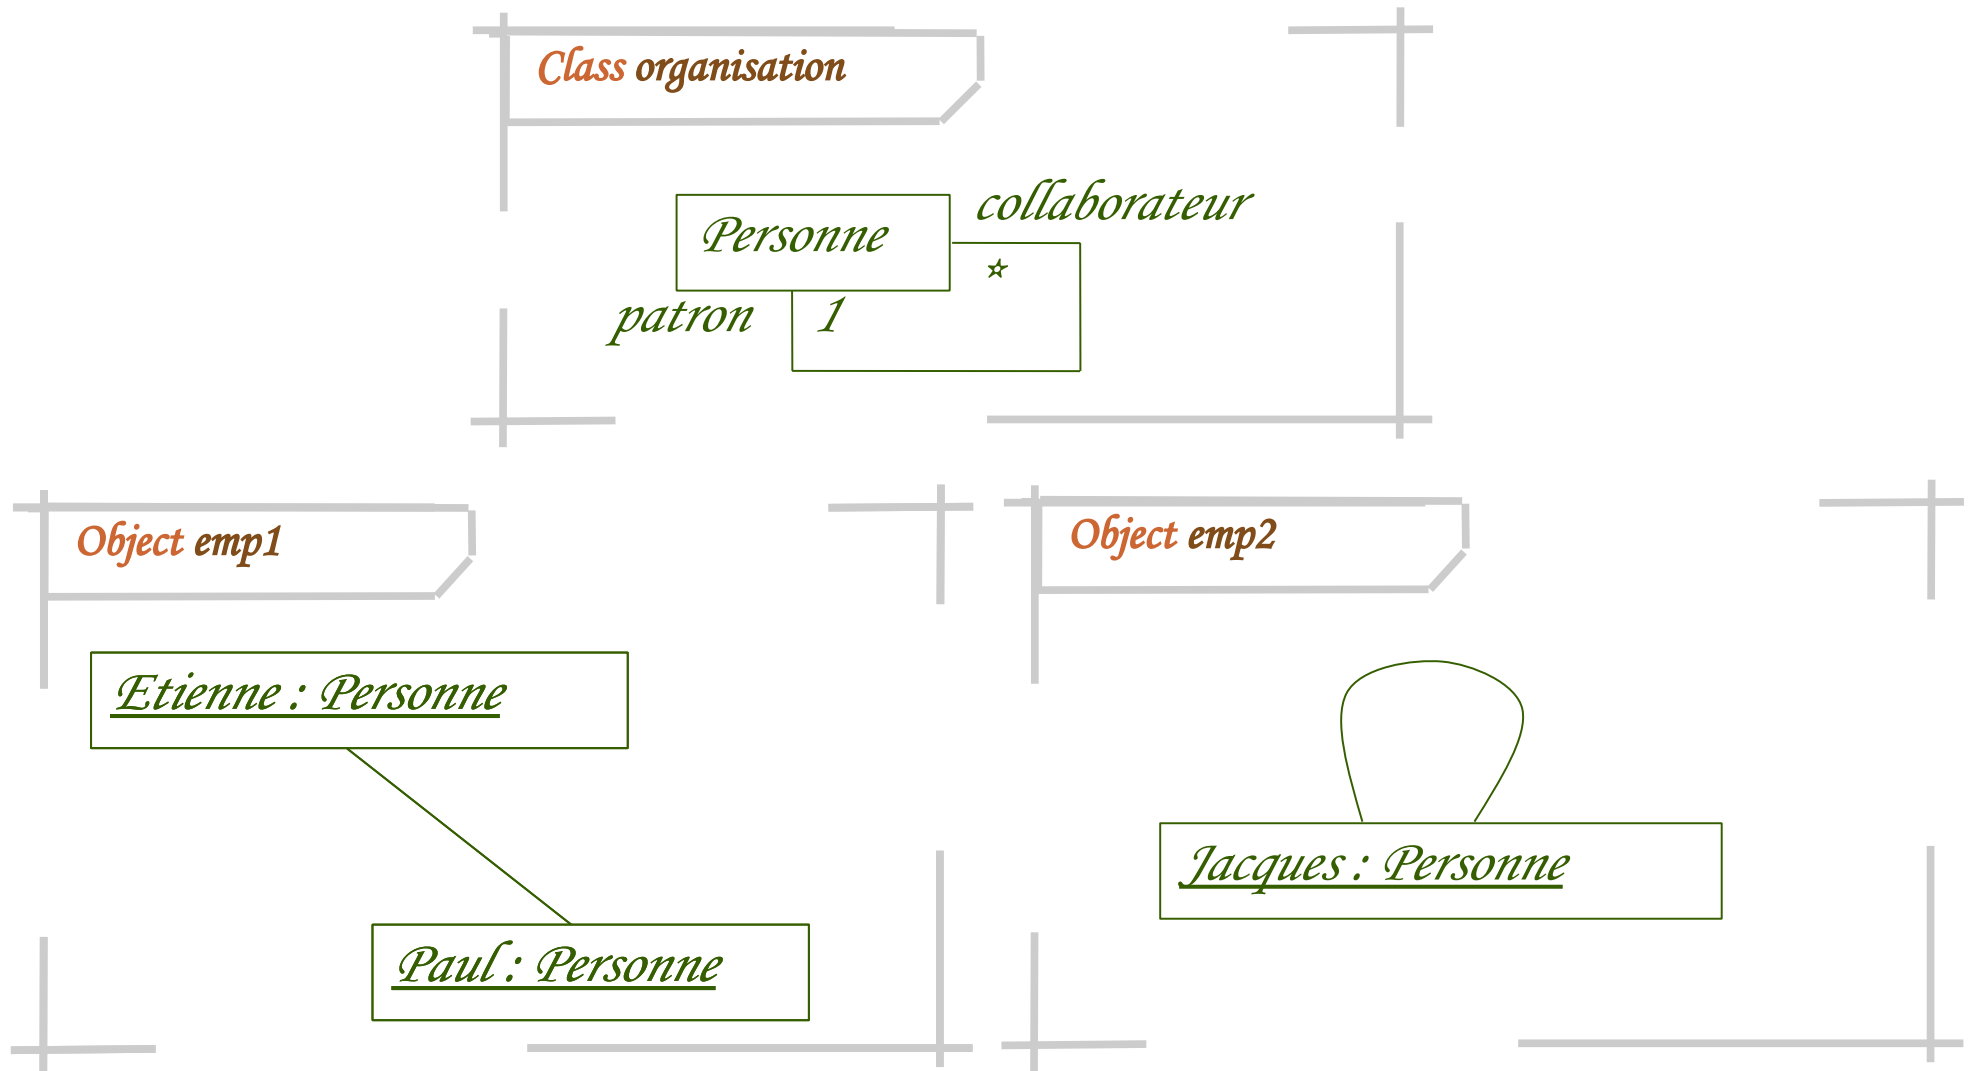 Class organisation
collaborateur
Personne
*
patron 1
Object emp1
Object emp2
Etienne : Personne
Jacques : Personne
Paul : Personne